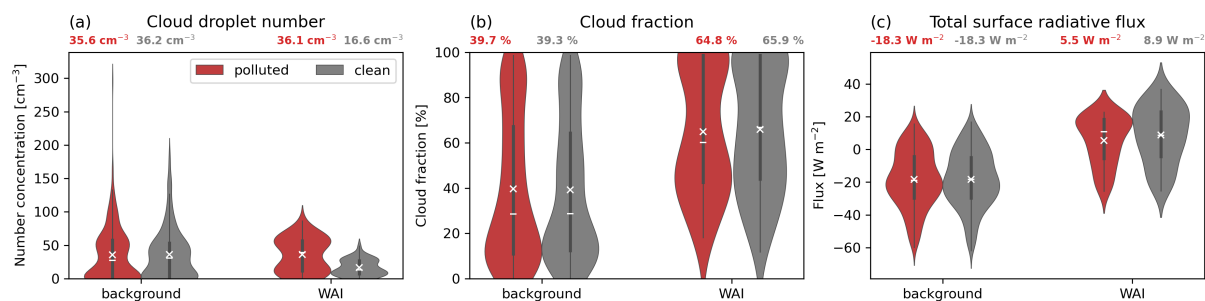 (a) Cloud droplet number
35.6 cm⁻³ 36.2 cm⁻³ 36.1 cm⁻³ 16.6 cm⁻³
Number concentration [cm⁻³]
300
250
200
150
100
50
0
polluted clean
background WAI
(b) Cloud fraction
39.7 % 39.3 % 64.8 % 65.9 %
Cloud fraction [%]
100
80
60
40
20
0
background WAI
(c) Total surface radiative flux
-18.3 W m⁻² -18.3 W m⁻² 5.5 W m⁻² 8.9 W m⁻²
Flux [W m⁻²]
40
20
0
−20
−40
−60
background WAI